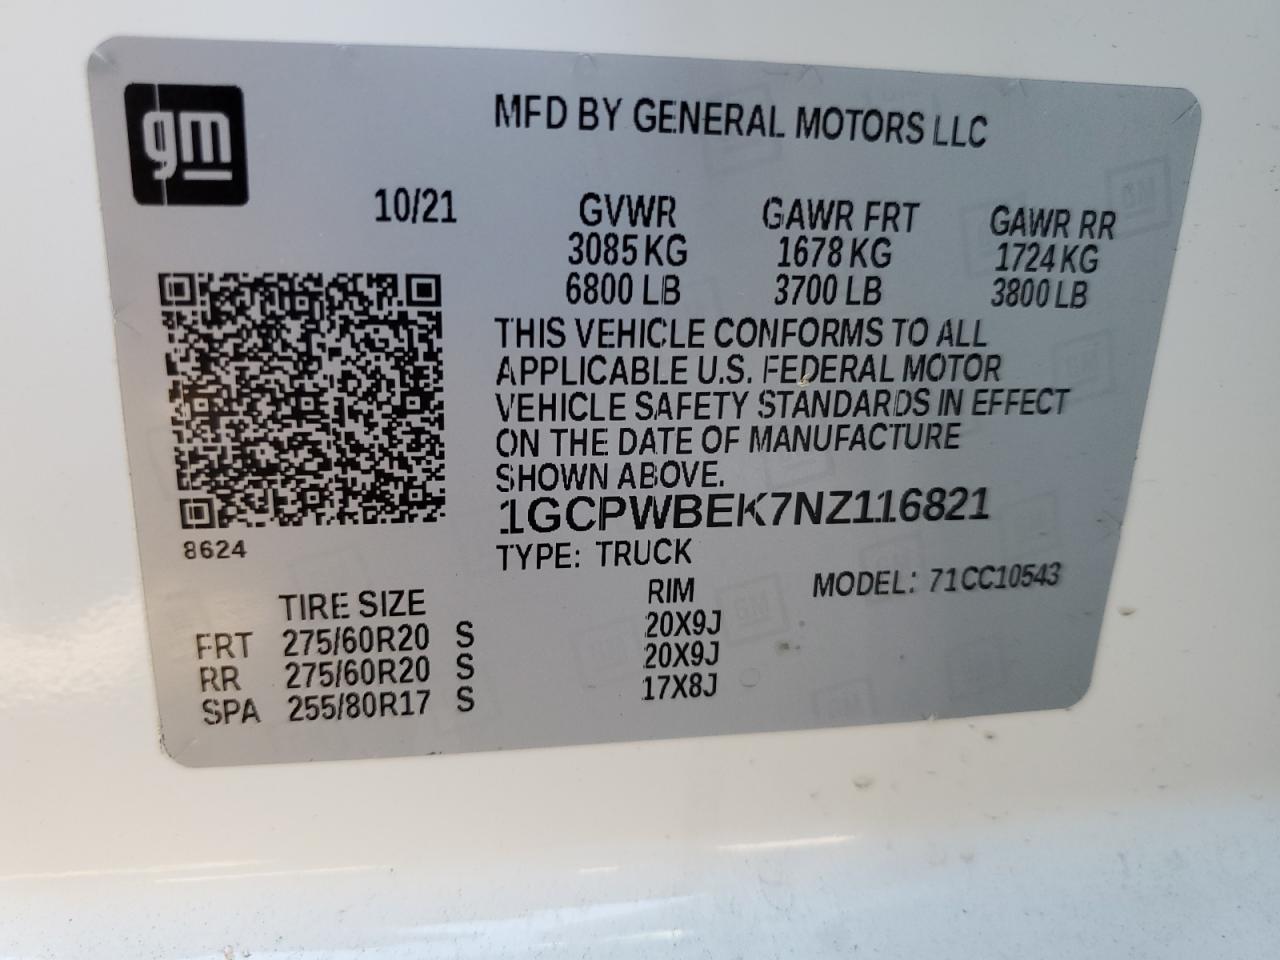 gm
MFD BY GENERAL MOTORS LLC
10/21
GVWR GAWR FRT GAWR RR
3085 KG 1678 KG 1724 KG
6800 LB 3700 LB 3800 LB
THIS VEHICLE CONFORMS TO ALL
APPLICABLE U.S. FEDERAL MOTOR
VEHICLE SAFETY STANDARDS IN EFFECT
ON THE DATE OF MANUFACTURE
SHOWN ABOVE.
1GCPWBEK7NZ116821
8624
TYPE: TRUCK MODEL: 71CC10543
TIRE SIZE RIM
FRT 275/60R20 S 20X9J
RR 275/60R20 S 20X9J
SPA 255/80R17 S 17X8J